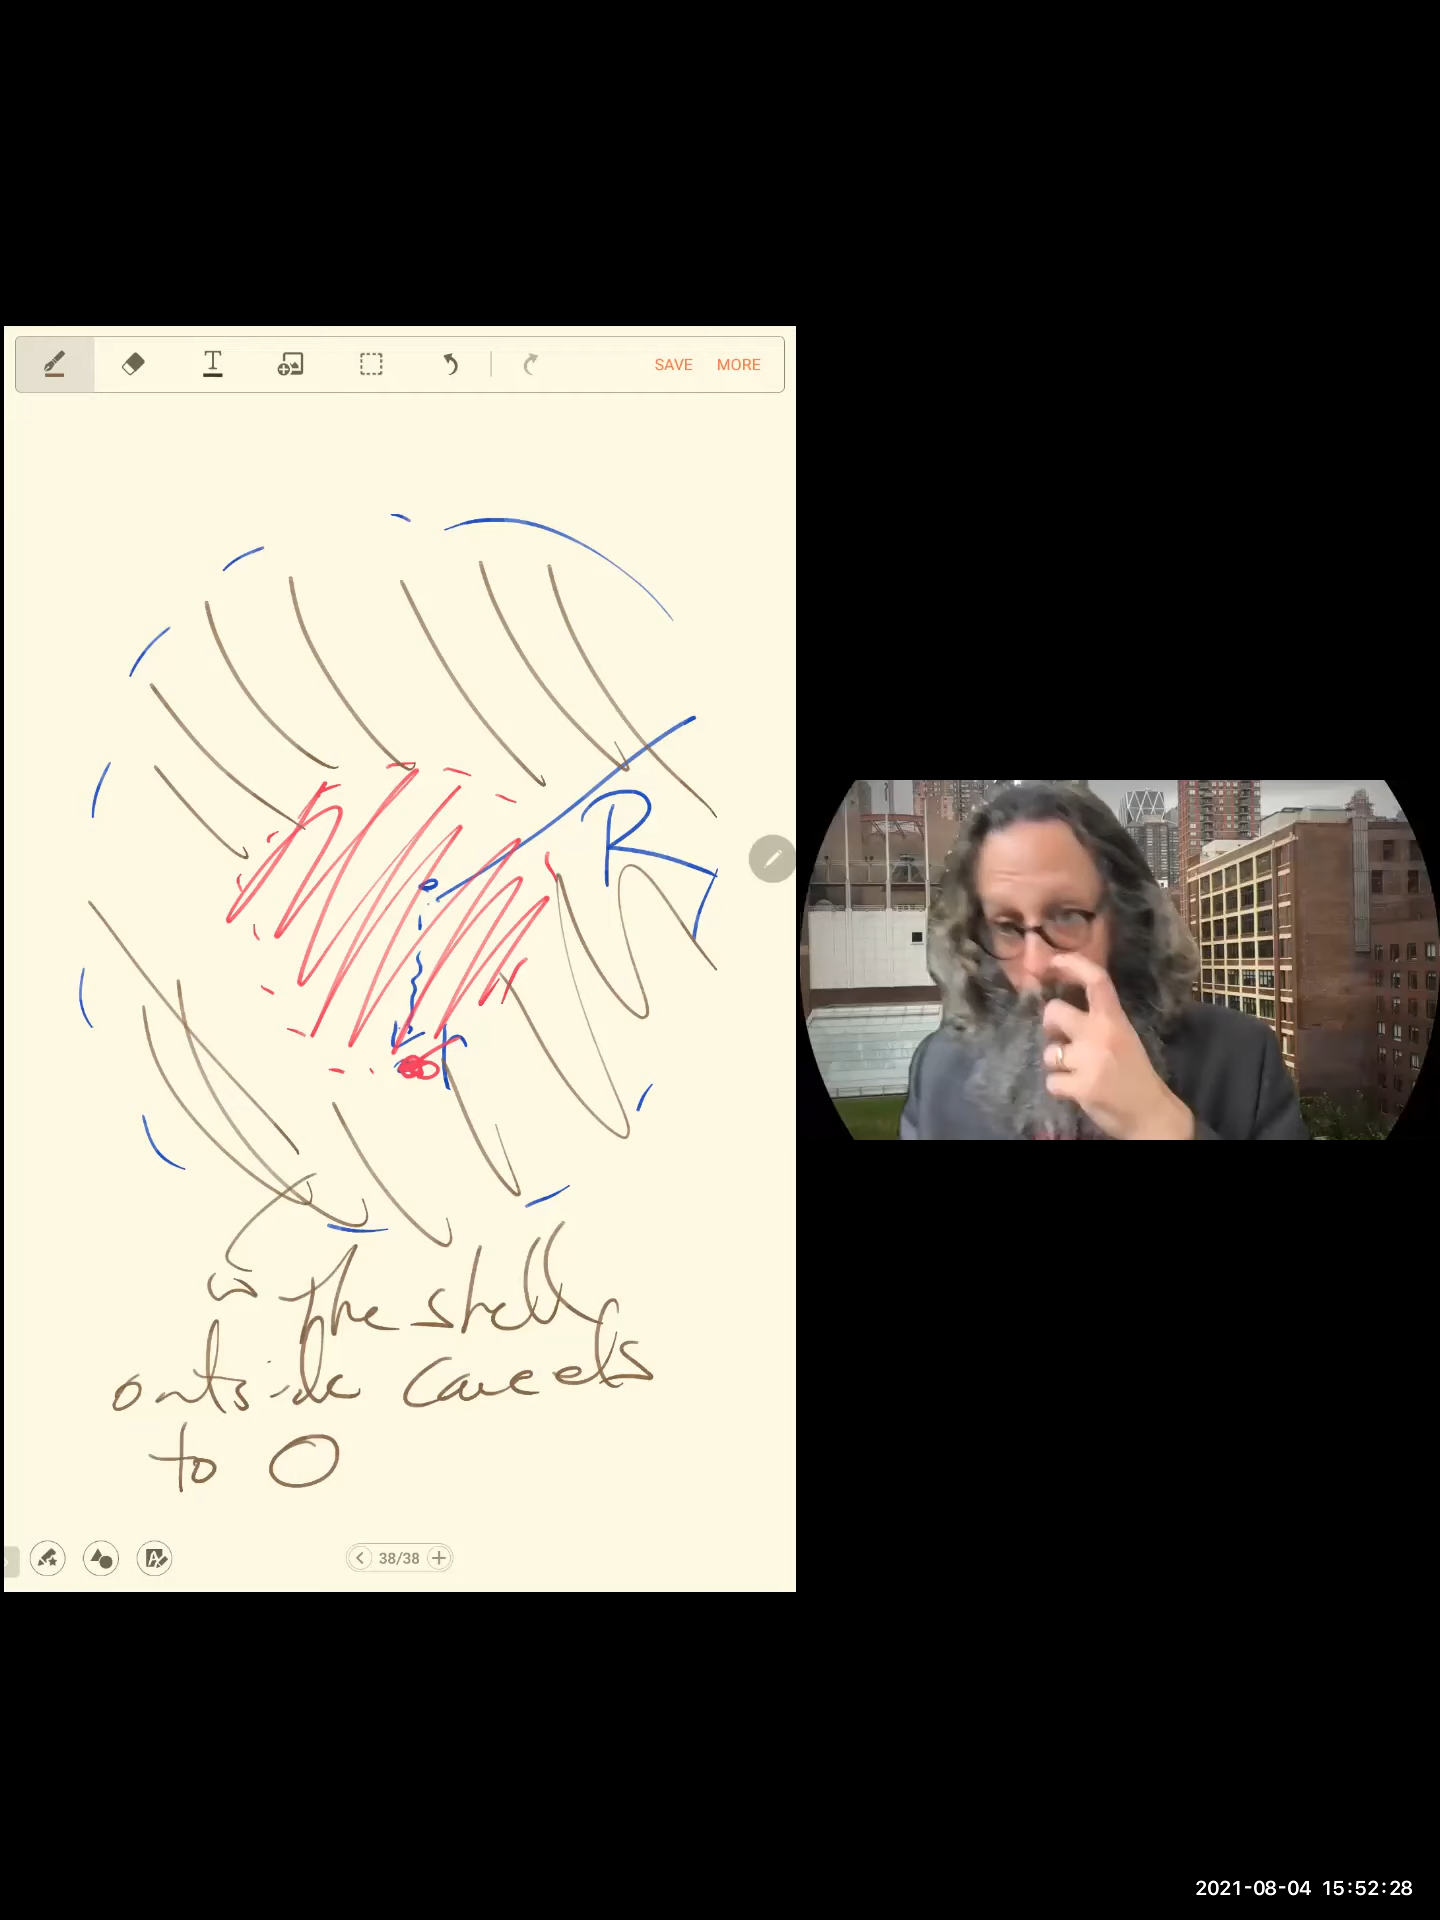 T
SAVE MORE
R
r
the shell
outside cancels
to 0
A
38/38
2021-08-04 15:52:28